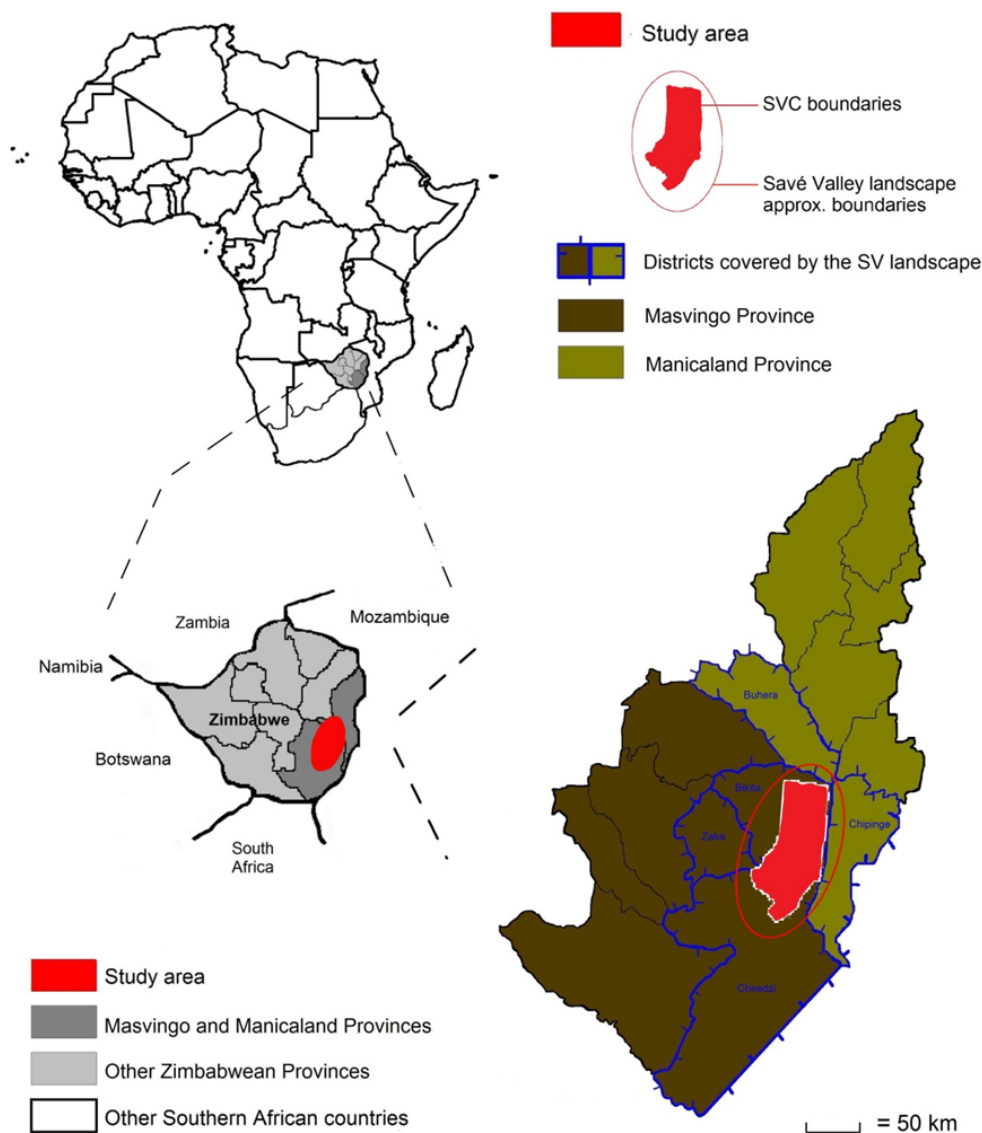 Study area
SVC boundaries
Savé Valley landscape
approx. boundaries
Districts covered by the SV landscape
Masvingo Province
Manicaland Province
Zambia
Mozambique
Namibia
Zimbabwe
Botswana
South
Africa
Buhera
Bikita
Zaka
Chipinge
Chiredzi
Study area
Masvingo and Manicaland Provinces
Other Zimbabwean Provinces
Other Southern African countries
= 50 km